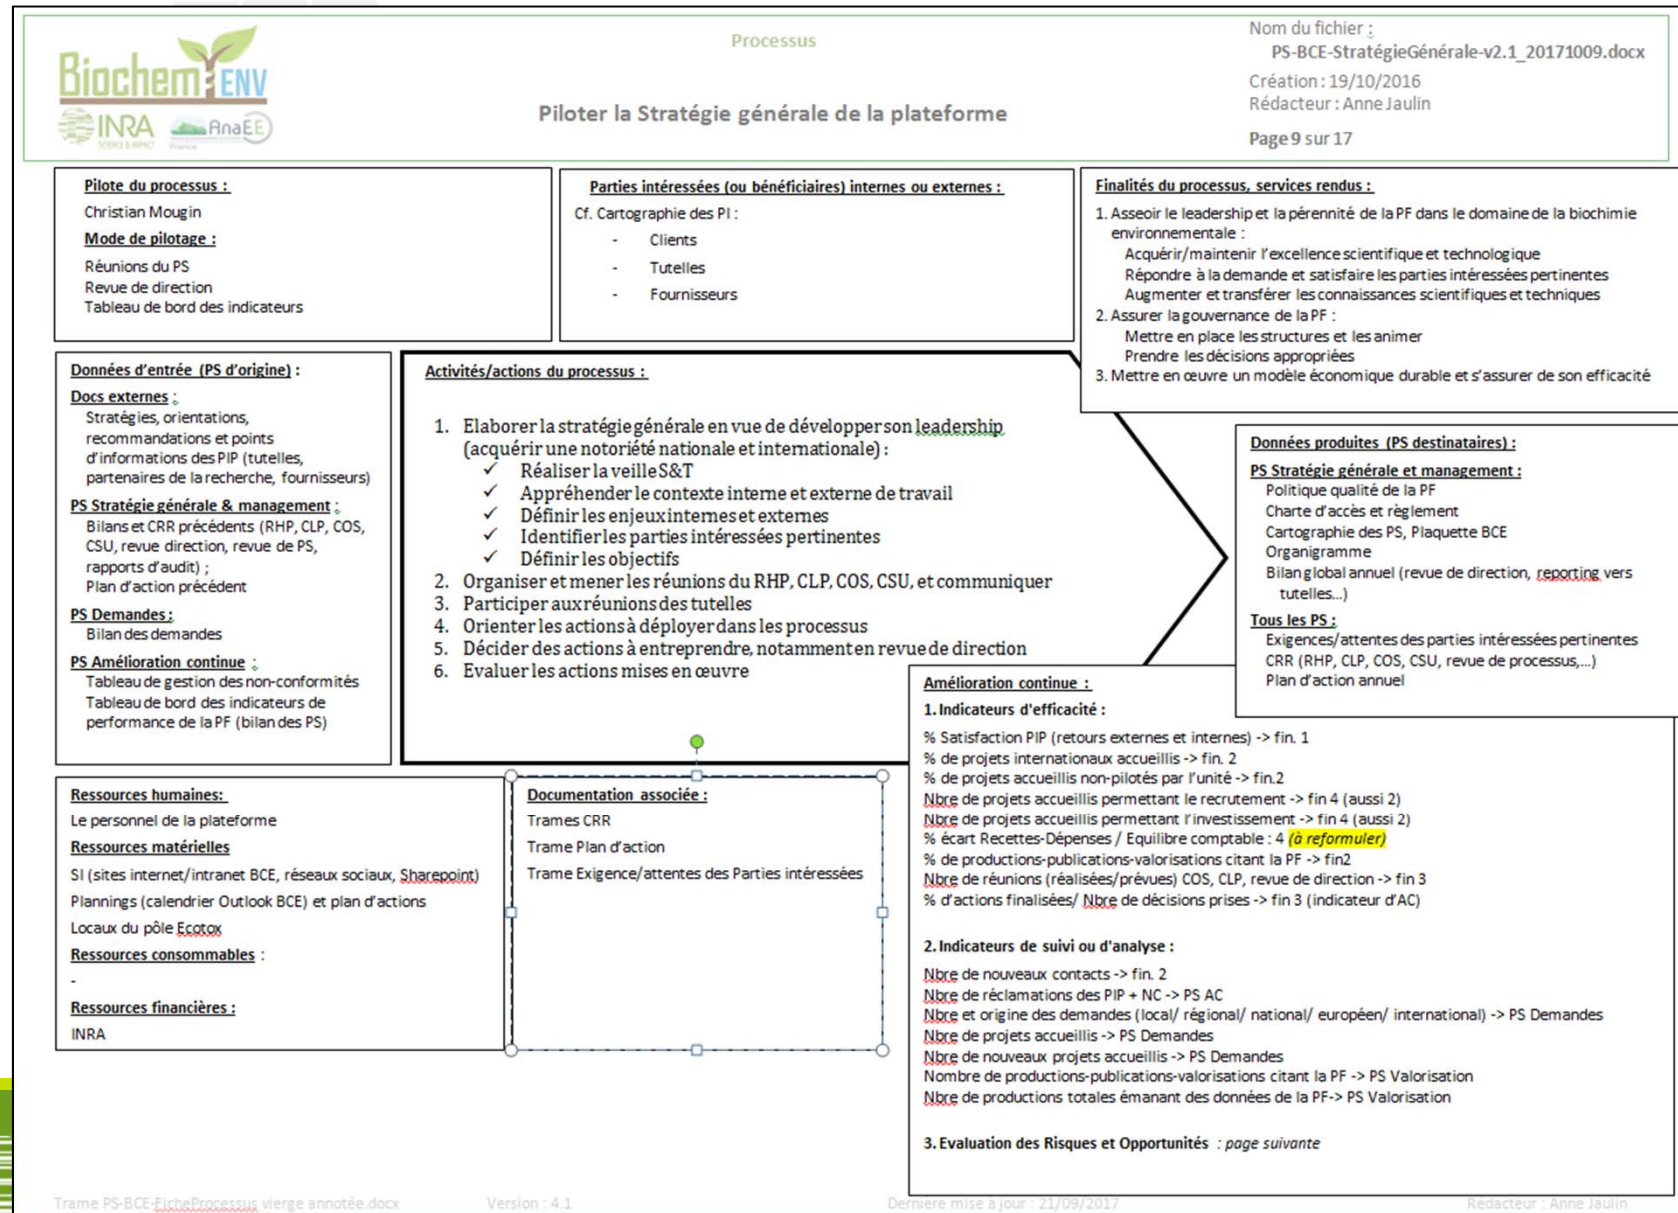 Biochem ENV
INRA
SCIENCE & IMPACT
AnaEE
France
Processus
Piloter la Stratégie générale de la plateforme
Nom du fichier :
PS-BCE-StratégieGénérale-v2.1_20171009.docx
Création : 19/10/2016
Rédacteur : Anne Jaulin
Page 9 sur 17
Pilote du processus :
Christian Mougin
Mode de pilotage :
Réunions du PS
Revue de direction
Tableau de bord des indicateurs
Parties intéressées (ou bénéficiaires) internes ou externes :
Cf. Cartographie des PI :
- Clients
- Tutelles
- Fournisseurs
Finalités du processus, services rendus :
1. Asseoir le leadership et la pérennité de la PF dans le domaine de la biochimie
environnementale :
Acquérir/maintenir l'excellence scientifique et technologique
Répondre à la demande et satisfaire les parties intéressées pertinentes
Augmenter et transférer les connaissances scientifiques et techniques
2. Assurer la gouvernance de la PF :
Mettre en place les structures et les animer
Prendre les décisions appropriées
3. Mettre en œuvre un modèle économique durable et s'assurer de son efficacité
Données d'entrée (PS d'origine) :
Docs externes :
Stratégies, orientations,
recommandations et points
d'informations des PIP (tutelles,
partenaires de la recherche, fournisseurs)
PS Stratégie générale & management :
Bilans et CRR précédents (RHP, CLP, COS,
CSU, revue direction, revue de PS,
rapports d'audit) ;
Plan d'action précédent
PS Demandes :
Bilan des demandes
PS Amélioration continue :
Tableau de gestion des non-conformités
Tableau de bord des indicateurs de
performance de la PF (bilan des PS)
Activités/actions du processus :
1. Elaborer la stratégie générale en vue de développer son leadership
(acquérir une notoriété nationale et internationale) :
✓ Réaliser la veille S&T
✓ Appréhender le contexte interne et externe de travail
✓ Définir les enjeux internes et externes
✓ Identifier les parties intéressées pertinentes
✓ Définir les objectifs
2. Organiser et mener les réunions du RHP, CLP, COS, CSU, et communiquer
3. Participer aux réunions des tutelles
4. Orienter les actions à déployer dans les processus
5. Décider des actions à entreprendre, notamment en revue de direction
6. Evaluer les actions mises en œuvre
Données produites (PS destinataires) :
PS Stratégie générale et management :
Politique qualité de la PF
Charte d'accès et règlement
Cartographie des PS, Plaquette BCE
Organigramme
Bilan global annuel (revue de direction, reporting vers
tutelles...)
Tous les PS :
Exigences/attentes des parties intéressées pertinentes
CRR (RHP, CLP, COS, CSU, revue de processus,...)
Plan d'action annuel
Ressources humaines:
Le personnel de la plateforme
Ressources matérielles
SI (sites internet/intranet BCE, réseaux sociaux, Sharepoint)
Plannings (calendrier Outlook BCE) et plan d'actions
Locaux du pôle Ecotox
Ressources consommables :
-
Ressources financières :
INRA
Documentation associée :
Trames CRR
Trame Plan d'action
Trame Exigence/attentes des Parties intéressées
Amélioration continue :
1. Indicateurs d'efficacité :
% Satisfaction PIP (retours externes et internes) -> fin. 1
% de projets internationaux accueillis -> fin. 2
% de projets accueillis non-pilotés par l'unité -> fin.2
Nbre de projets accueillis permettant le recrutement -> fin 4 (aussi 2)
Nbre de projets accueillis permettant l'investissement -> fin 4 (aussi 2)
% écart Recettes-Dépenses / Equilibre comptable : 4 (à reformuler)
% de productions-publications-valorisations citant la PF -> fin2
Nbre de réunions (réalisées/prévues) COS, CLP, revue de direction -> fin 3
% d'actions finalisées/ Nbre de décisions prises -> fin 3 (indicateur d'AC)
2. Indicateurs de suivi ou d'analyse :
Nbre de nouveaux contacts -> fin. 2
Nbre de réclamations des PIP + NC -> PS AC
Nbre et origine des demandes (local/ régional/ national/ européen/ international) -> PS Demandes
Nbre de projets accueillis -> PS Demandes
Nbre de nouveaux projets accueillis -> PS Demandes
Nombre de productions-publications-valorisations citant la PF -> PS Valorisation
Nbre de productions totales émanant des données de la PF-> PS Valorisation
3. Evaluation des Risques et Opportunités : page suivante
Trame PS-BCE-FicheProcessus vierge annotée.docx
Version : 4.1
Dernière mise à jour : 21/09/2017
Rédacteur : Anne Jaulin